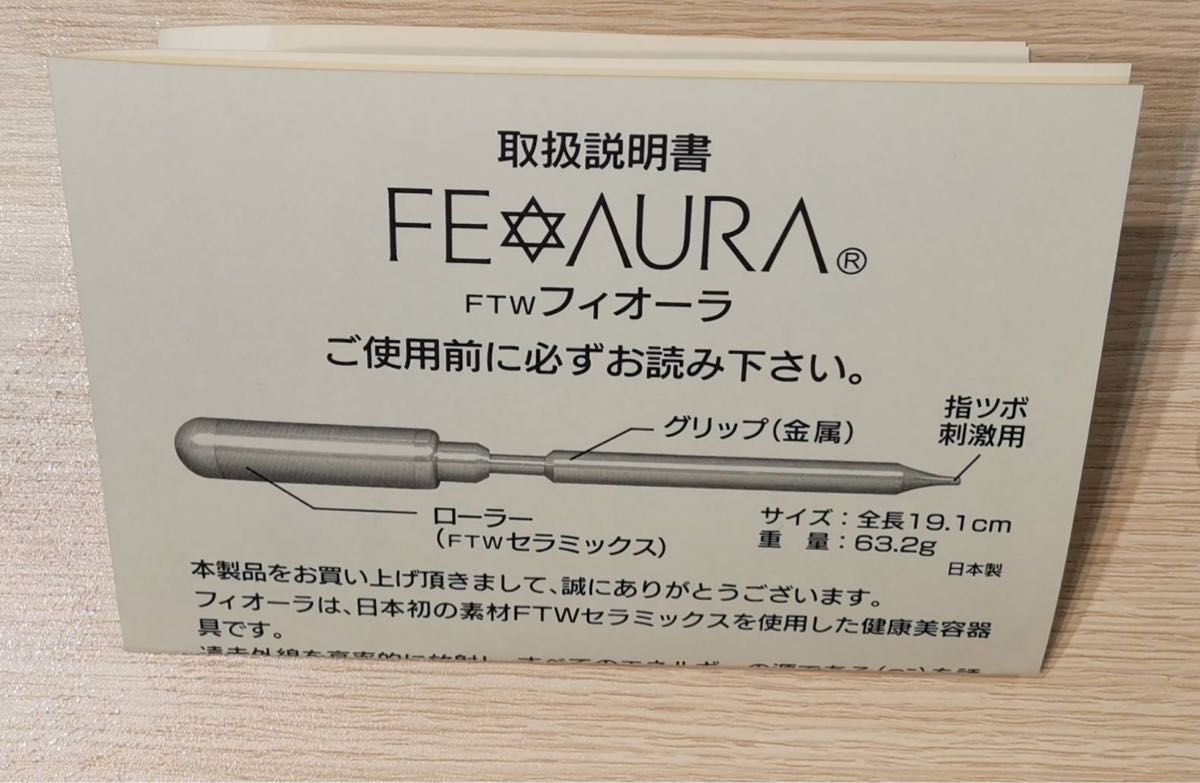 取扱説明書
FE✡AURA®
FTWフィオーラ
ご使用前に必ずお読み下さい。
指ツボ
刺激用
グリップ(金属)
ローラー
(FTWセラミックス)
サイズ:全長19.1cm
重 量:63.2g
日本製
本製品をお買い上げ頂きまして、誠にありがとうございます。
フィオーラは、日本初の素材FTWセラミックスを使用した健康美容器
具です。